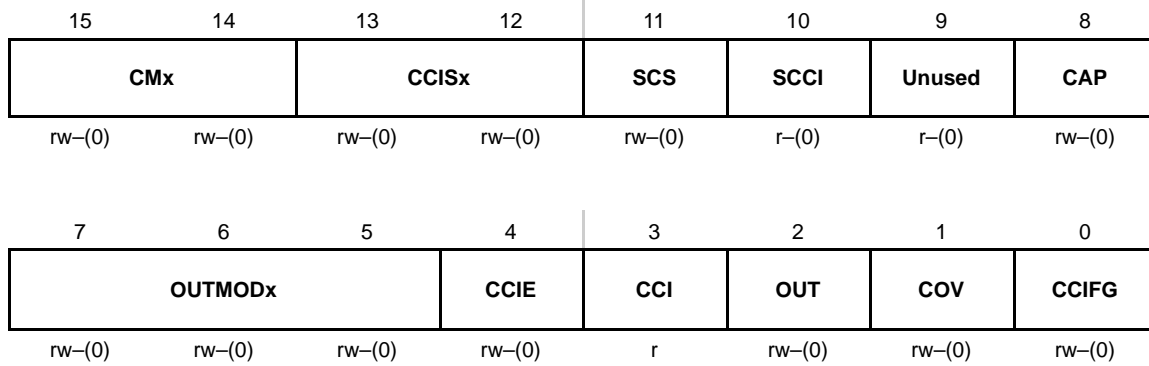 15 14 13 12 11 10 9 8
CMx CCISx SCS SCCI Unused CAP
rw–(0) rw–(0) rw–(0) rw–(0) rw–(0) r–(0) r–(0) rw–(0)
7 6 5 4 3 2 1 0
OUTMODx CCIE CCI OUT COV CCIFG
rw–(0) rw–(0) rw–(0) rw–(0) r rw–(0) rw–(0) rw–(0)